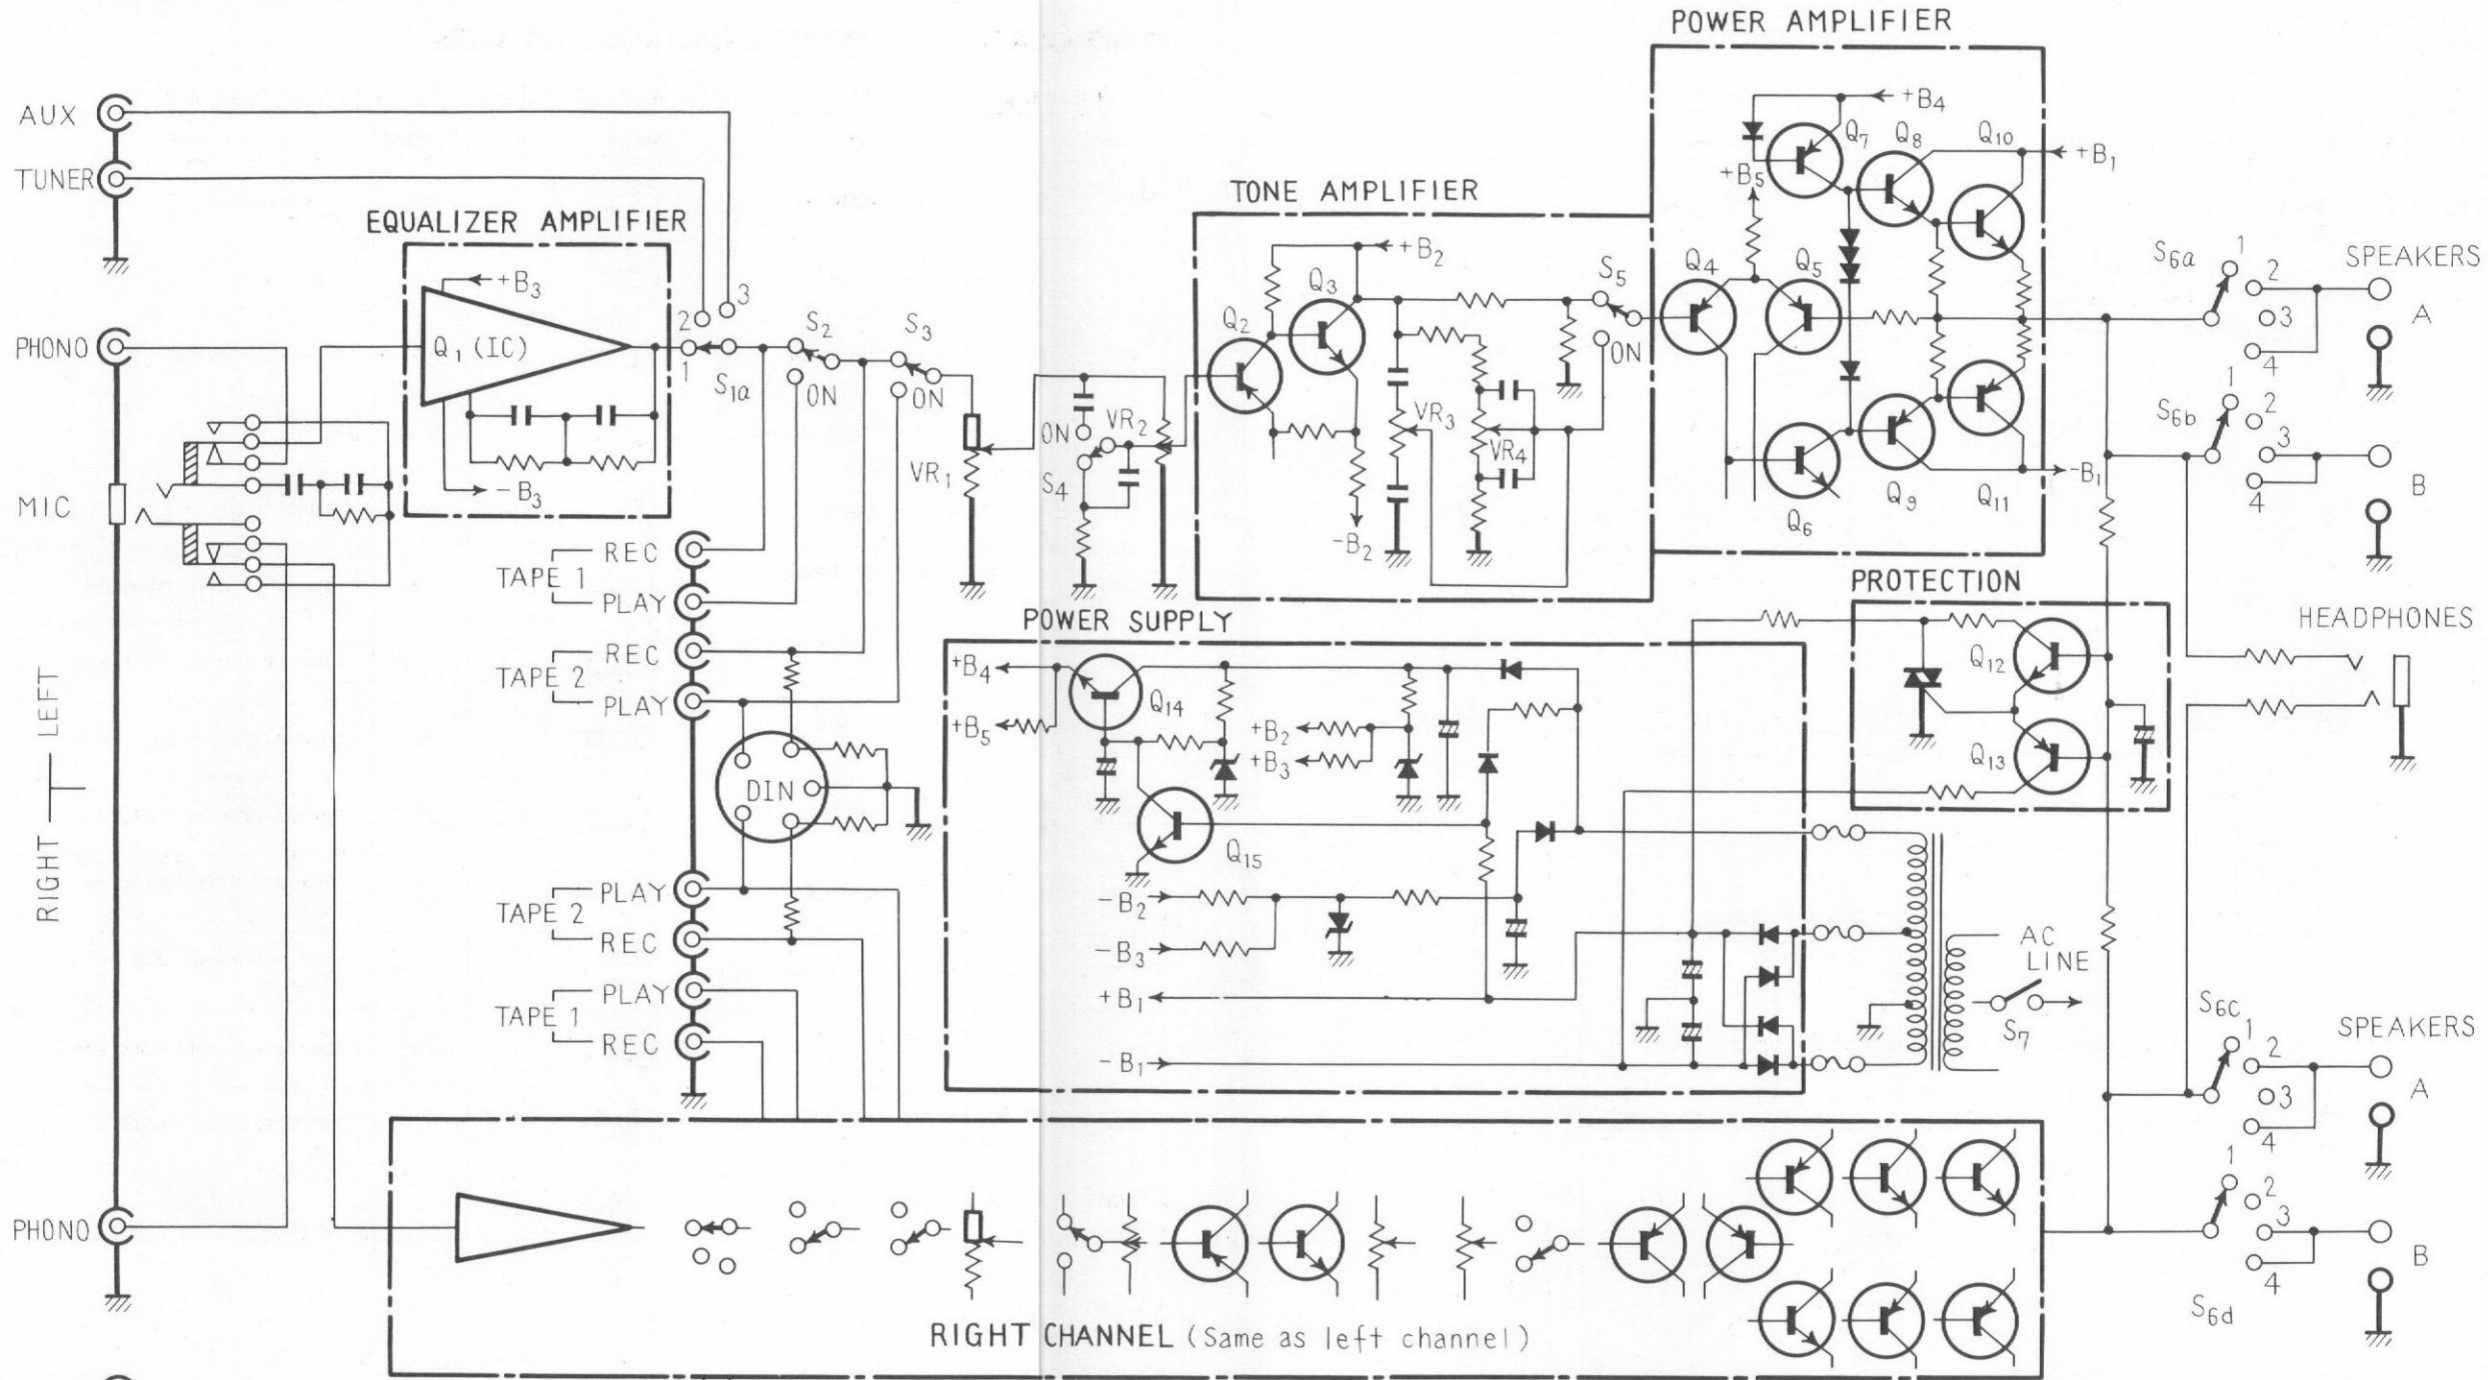 POWER AMPLIFIER
AUX
TUNER
EQUALIZER AMPLIFIER
+B3
Q1 (IC)
-B3
PHONO
MIC
2
3
1
S1a
S2
ON
S3
ON
VR1
ON
VR2
S4
TONE AMPLIFIER
+B2
Q3
Q2
-B2
VR3
VR4
S5
ON
+B4
Q7
Q8
Q10
+B1
+B5
Q4
Q5
-B1
Q9
Q11
Q6
S6a
1
2
3
4
SPEAKERS
A
S6b
1
2
3
4
B
TAPE 1
REC
PLAY
TAPE 2
REC
PLAY
DIN
TAPE 2
PLAY
REC
TAPE 1
PLAY
REC
RIGHT
LEFT
POWER SUPPLY
+B4
Q14
+B5
+B2
+B3
Q15
-B2
-B3
+B1
-B1
PROTECTION
Q12
Q13
HEADPHONES
AC LINE
S7
S6c
1
2
3
4
SPEAKERS
A
1
2
3
4
S6d
B
PHONO
RIGHT CHANNEL (Same as left channel)